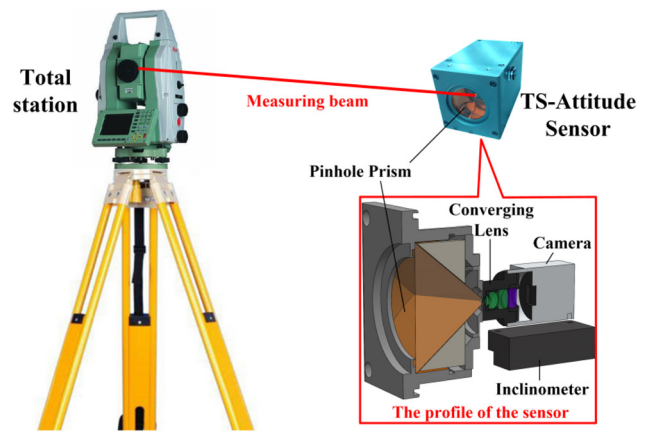 Total
station
Measuring beam
TS-Attitude
Sensor
Pinhole Prism
Converging
Lens
Camera
Inclinometer
The profile of the sensor